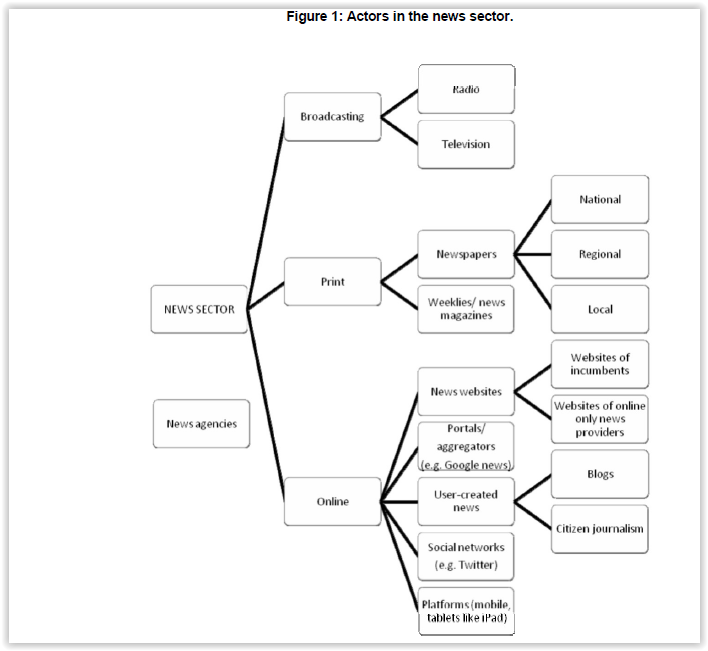 Figure 1: Actors in the news sector.
Radio
Broadcasting
Television
National
Newspapers
Regional
Print
Weeklies/ news
magazines
Local
NEWS SECTOR
Websites of
incumbents
News websites
Websites of online
only news
providers
News agencies
Portals/
aggregators
(e.g. Google news)
Blogs
User-created
news
Online
Citizen journalism
Social networks
(e.g. Twitter)
Platforms (mobile,
tablets like iPad)